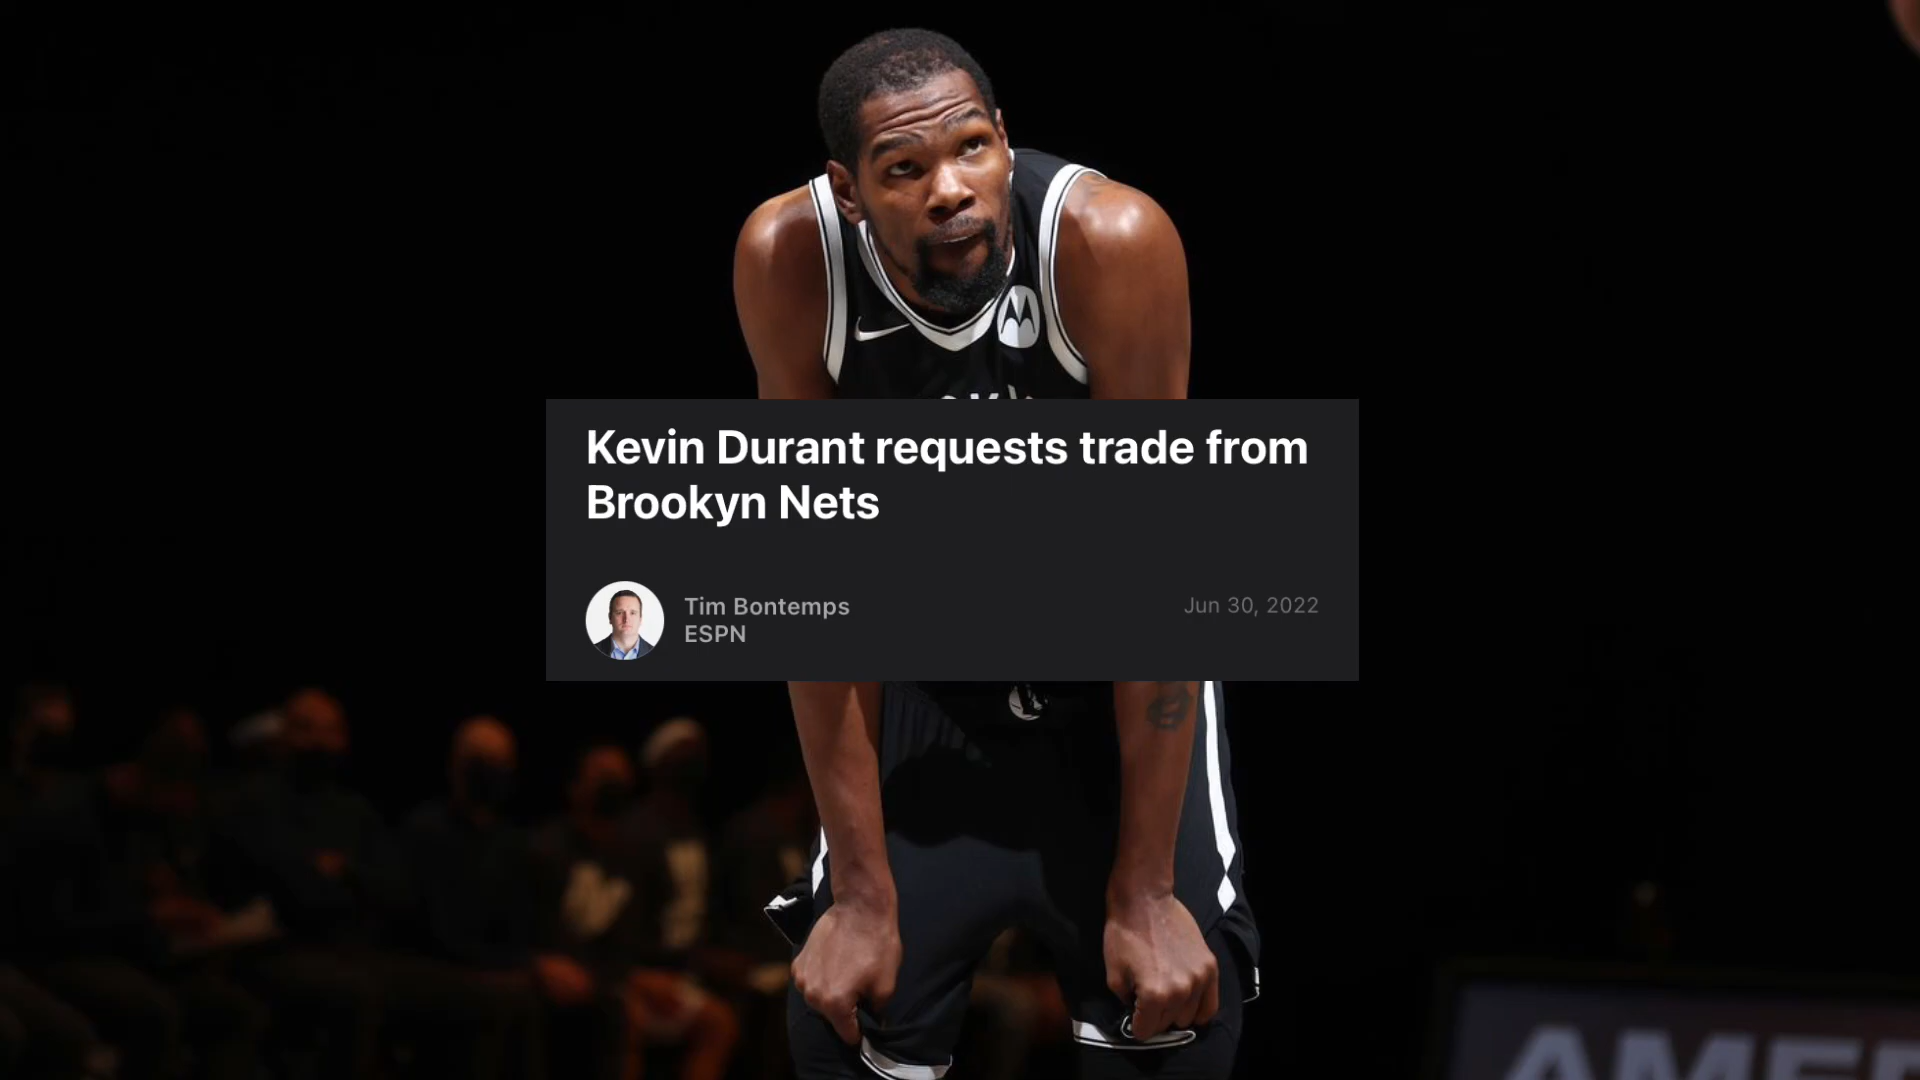 Kevin Durant requests trade from
Brookyn Nets
Tim Bontemps
Jun 30, 2022
ESPN